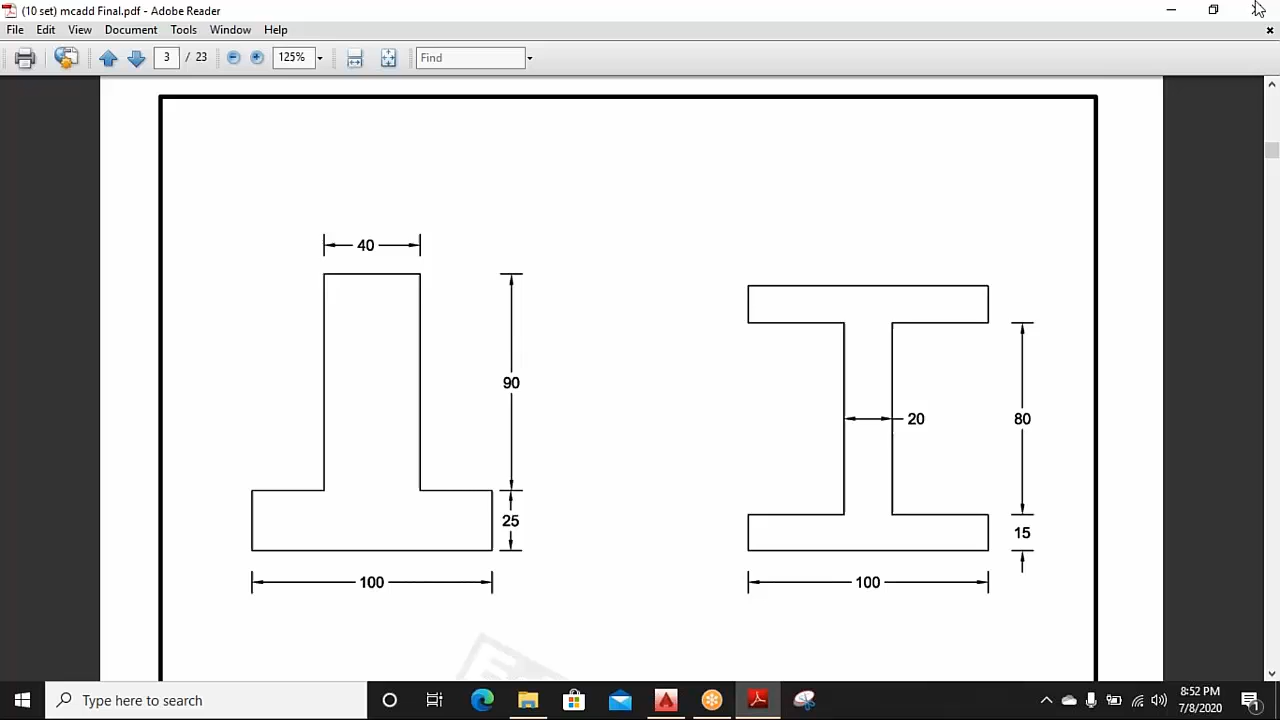 (10 set) mcadd Final.pdf - Adobe Reader
File Edit View Document Tools Window Help
3 / 23 125% Find
40
90
25
100
20
80
15
100
Type here to search
8:52 PM
7/8/2020
1